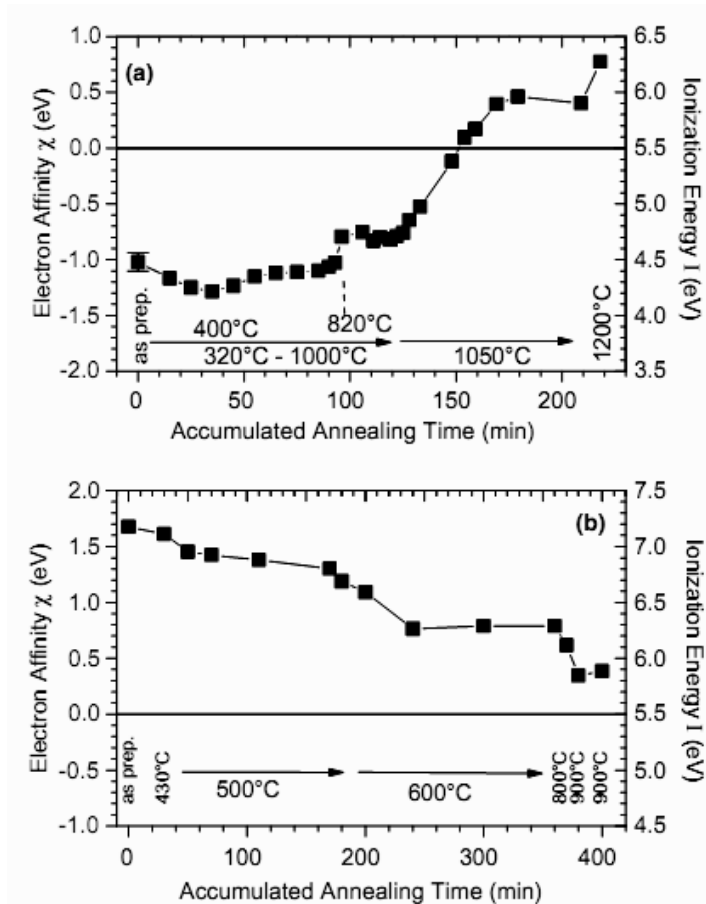 (a)
Electron Affinity χ (eV)
1.0
0.5
0.0
-0.5
-1.0
-1.5
-2.0
6.5
6.0
5.5
5.0
4.5
4.0
3.5
Ionization Energy I (eV)
as prep.
400°C
820°C
320°C - 1000°C
1050°C
1200°C
0 50 100 150 200
Accumulated Annealing Time (min)
(b)
Electron Affinity χ (eV)
2.0
1.5
1.0
0.5
0.0
-0.5
-1.0
7.5
7.0
6.5
6.0
5.5
5.0
4.5
Ionization Energy I (eV)
as prep.
430°C
500°C
600°C
800°C
900°C
900°C
0 100 200 300 400
Accumulated Annealing Time (min)